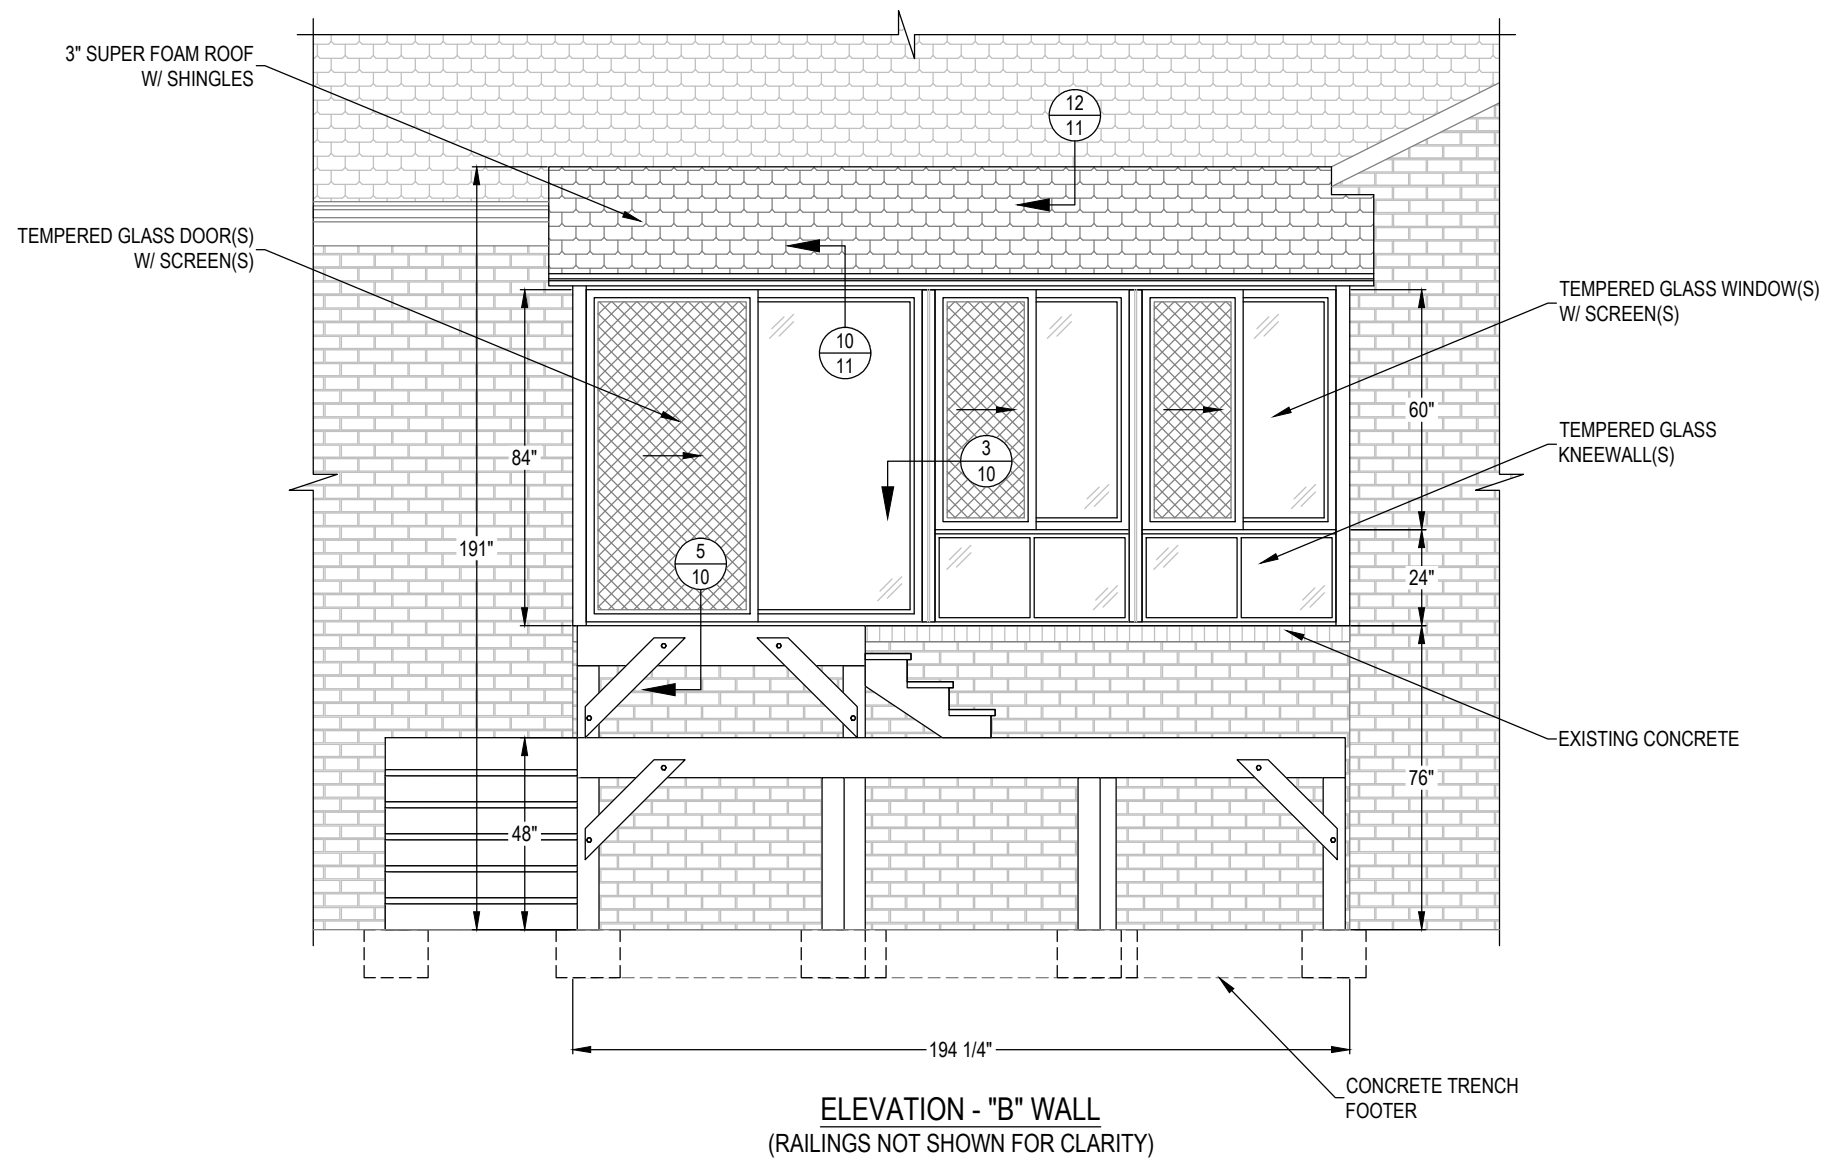 3" SUPER FOAM ROOF
W/ SHINGLES
12
11
TEMPERED GLASS DOOR(S)
W/ SCREEN(S)
TEMPERED GLASS WINDOW(S)
W/ SCREEN(S)
10
11
60"
TEMPERED GLASS
KNEEWALL(S)
84"
3
10
191"
5
10
24"
EXISTING CONCRETE
76"
48"
194 1/4"
CONCRETE TRENCH
FOOTER
ELEVATION - "B" WALL
(RAILINGS NOT SHOWN FOR CLARITY)